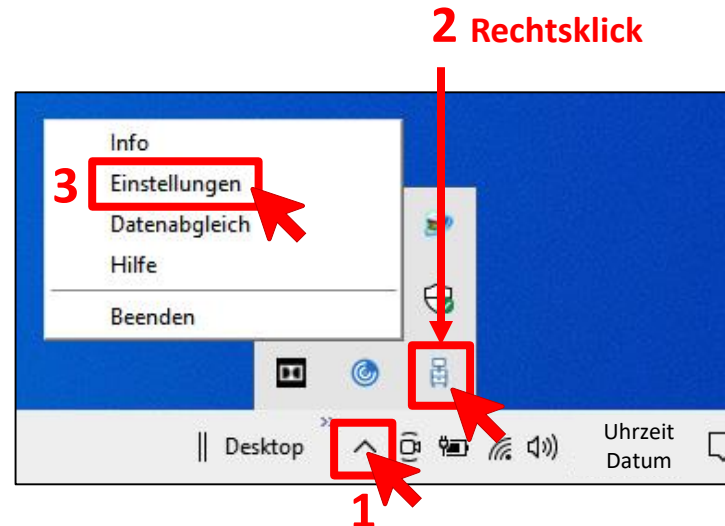 2 Rechtsklick
Info
3 Einstellungen
Datenabgleich
Hilfe
Beenden
|| Desktop
»
Uhrzeit
Datum
1